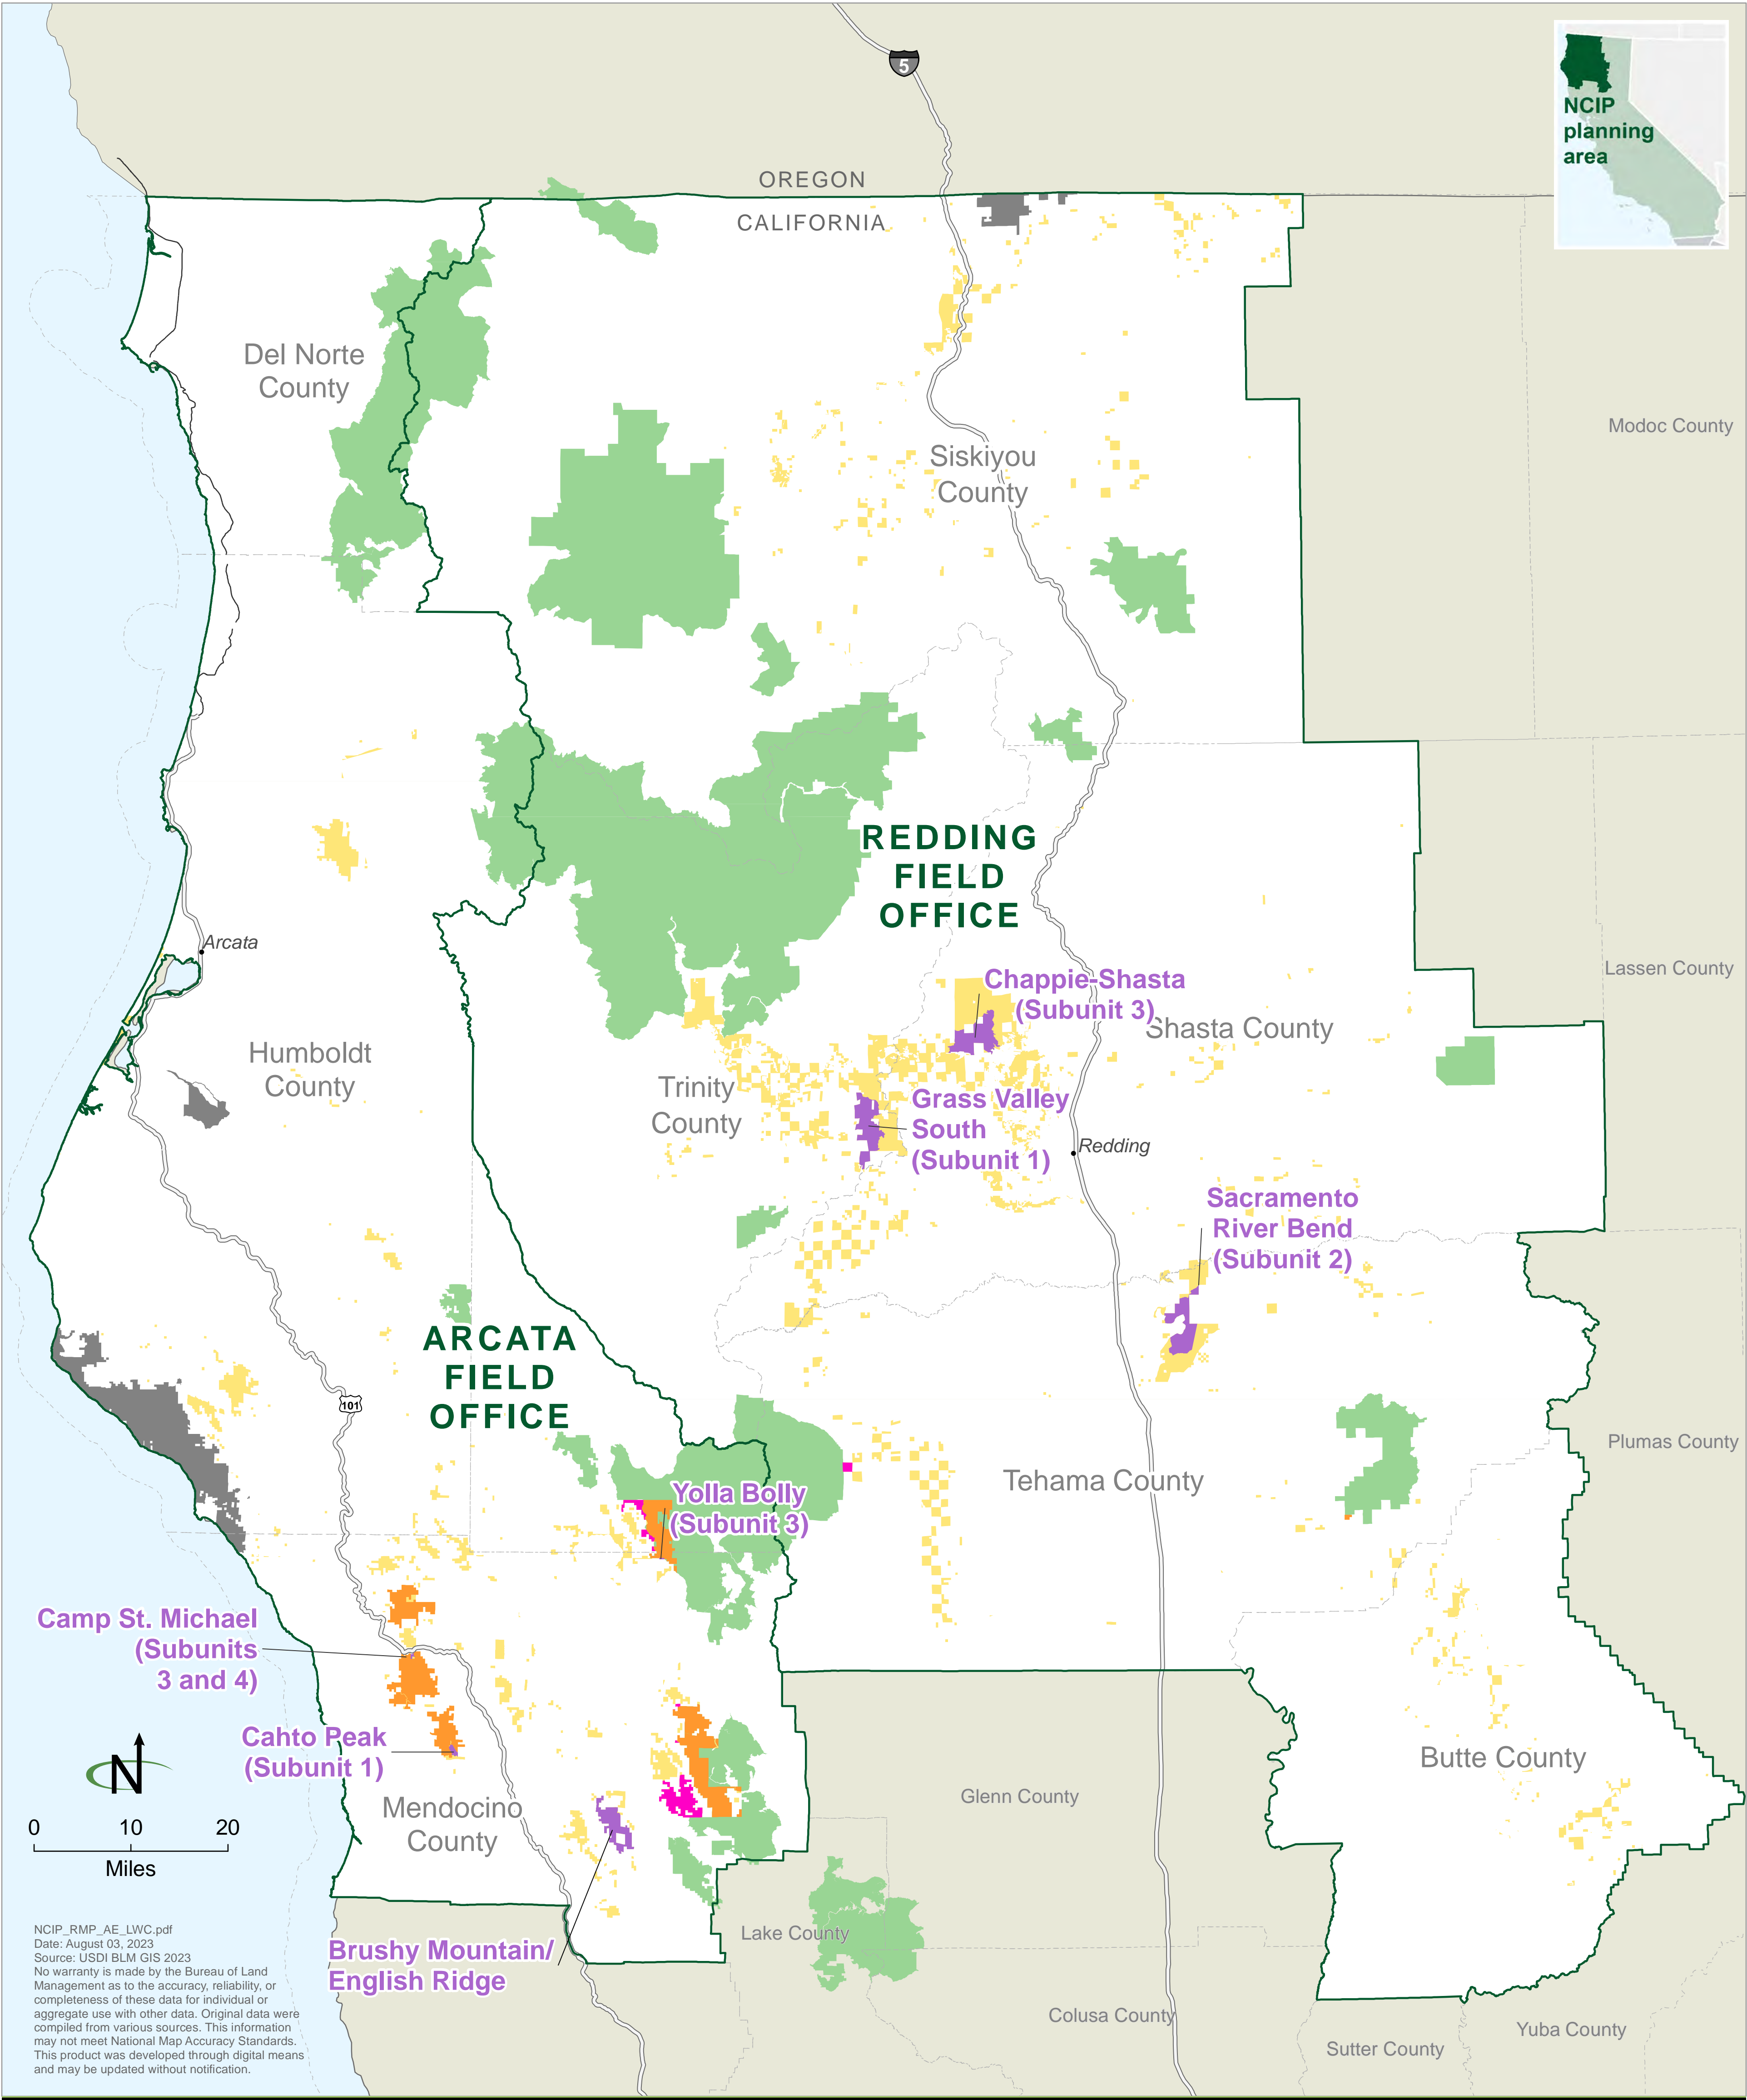 5
NCIP
planning
area
OREGON
CALIFORNIA
Del Norte
County
Modoc County
Siskiyou
County
REDDING
FIELD
OFFICE
Arcata
Lassen County
Chappie-Shasta
(Subunit 3)
Shasta County
Humboldt
County
Trinity
County
Grass Valley
South
(Subunit 1)
Redding
Sacramento
River Bend
(Subunit 2)
ARCATA
FIELD
OFFICE
101
Plumas County
Tehama County
Yolla Bolly
(Subunit 3)
Camp St. Michael
(Subunits
3 and 4)
Cahto Peak
(Subunit 1)
N
Butte County
Glenn County
Mendocino
County
0 10 20
Miles
Lake County
Brushy Mountain/
English Ridge
Colusa County
Yuba County
Sutter County
NCIP_RMP_AE_LWC.pdf
Date: August 03, 2023
Source: USDI BLM GIS 2023
No warranty is made by the Bureau of Land
Management as to the accuracy, reliability, or
completeness of these data for individual or
aggregate use with other data. Original data were
compiled from various sources. This information
may not meet National Map Accuracy Standards.
This product was developed through digital means
and may be updated without notification.